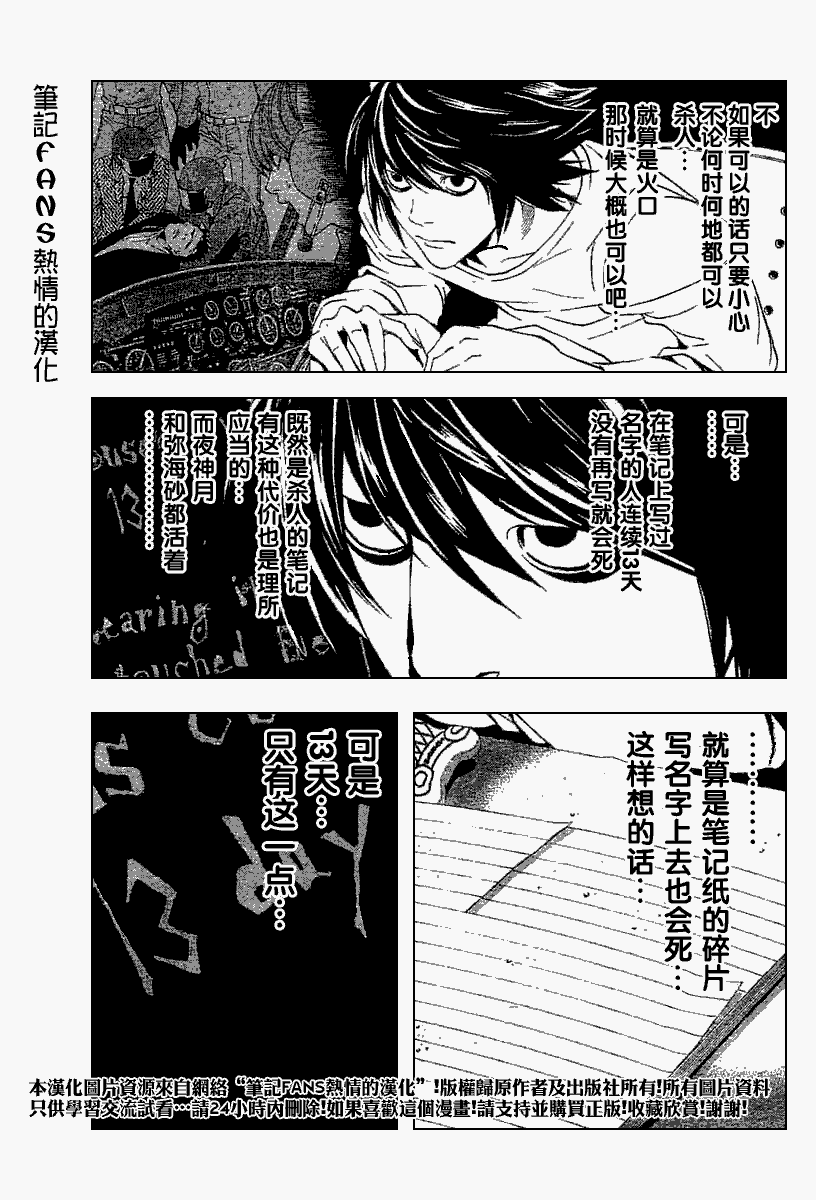 筆記FANS熱情的漢化
不
如果可以的话只要小心
不论何时何地都可以
杀人…
就算是火口
那时候大概也可以吧…
可是…
……
在笔记上写过
名字的人连续13天
没有再写就会死
既然是杀人的笔记
有这种代价也是理所
应当的…
而夜神月
和弥海砂都活着
………………
ouse
13
earing
touched Eve
…………
就算是笔记纸的碎片
写名字上去也会死…
这样想的话…
可是
13天…
只有这一点…
13
本漢化圖片資源來自網絡“筆記FANS熱情的漢化”!版權歸原作者及出版社所有!所有圖片資料
只供學習交流試看…請24小時內刪除!如果喜歡這個漫畫!請支持並購買正版!收藏欣賞!謝謝!